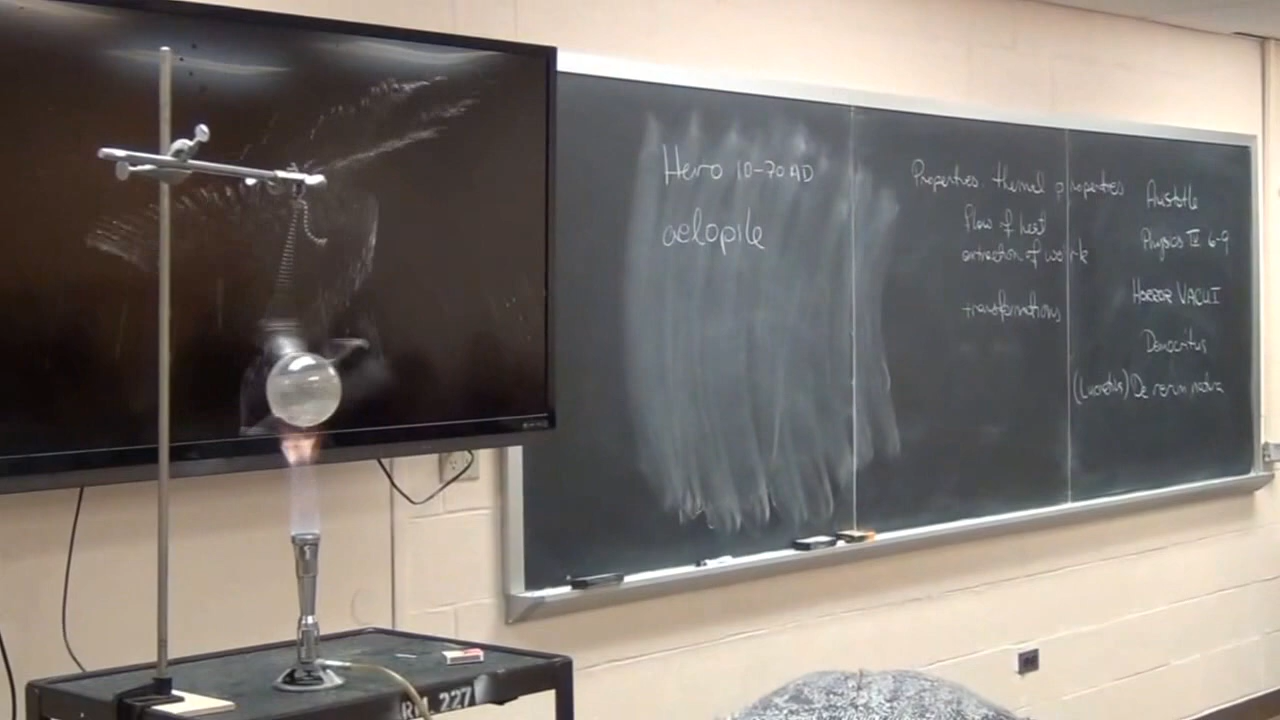 Hero 10-70 AD
aelopile
Properties. thermal properties
flow of heat
extraction of work
transformations
Aristotle
Physics IV 6-9
HORROR VACUI
Democritus
(Lucretius) De rerum natura
RM 227